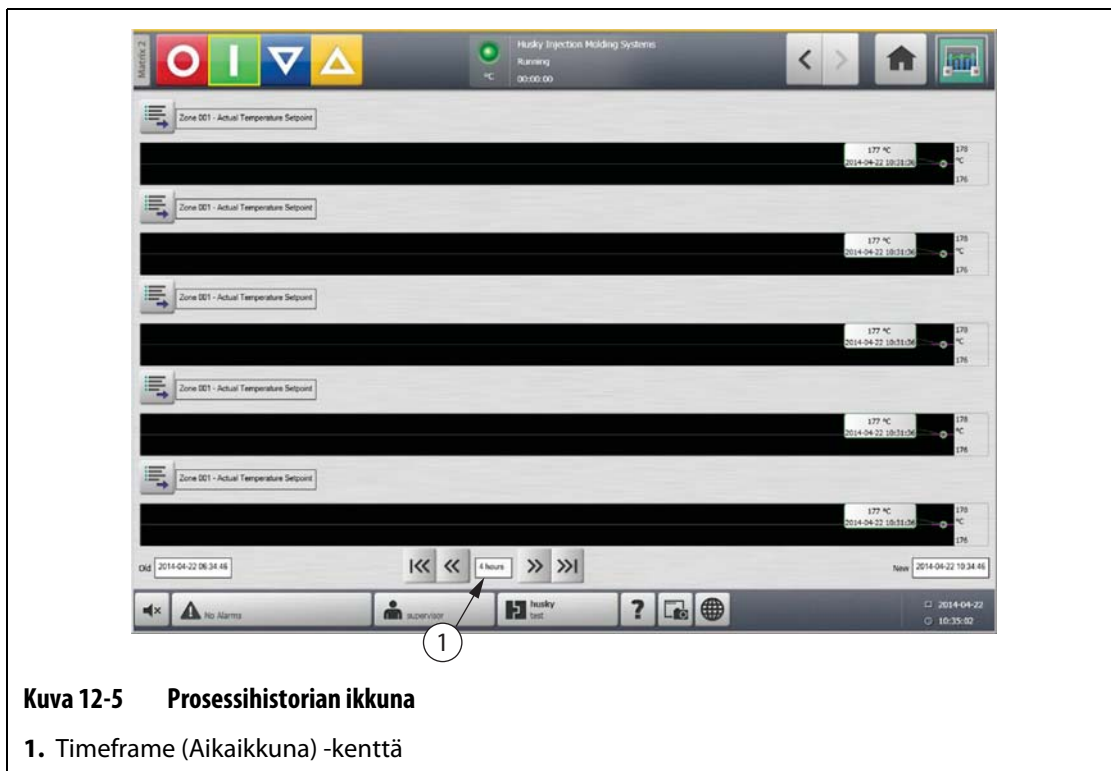 Matrix 2
Husky Injection Molding Systems
Running
°C 00:00:00
Zone 001 - Actual Temperature Setpoint
177 °C
2014-04-22 10:31:36
178
°C
176
Zone 001 - Actual Temperature Setpoint
177 °C
2014-04-22 10:31:36
178
°C
176
Zone 001 - Actual Temperature Setpoint
177 °C
2014-04-22 10:31:36
178
°C
176
Zone 001 - Actual Temperature Setpoint
177 °C
2014-04-22 10:31:36
178
°C
176
Zone 001 - Actual Temperature Setpoint
177 °C
2014-04-22 10:31:36
178
°C
176
Old 2014-04-22 06:34:46
4 hours
New 2014-04-22 10:34:46
No Alarms
supervisor
husky
test
?
2014-04-22
10:35:02
1
Kuva 12-5 Prosessihistorian ikkuna
1. Timeframe (Aikaikkuna) -kenttä